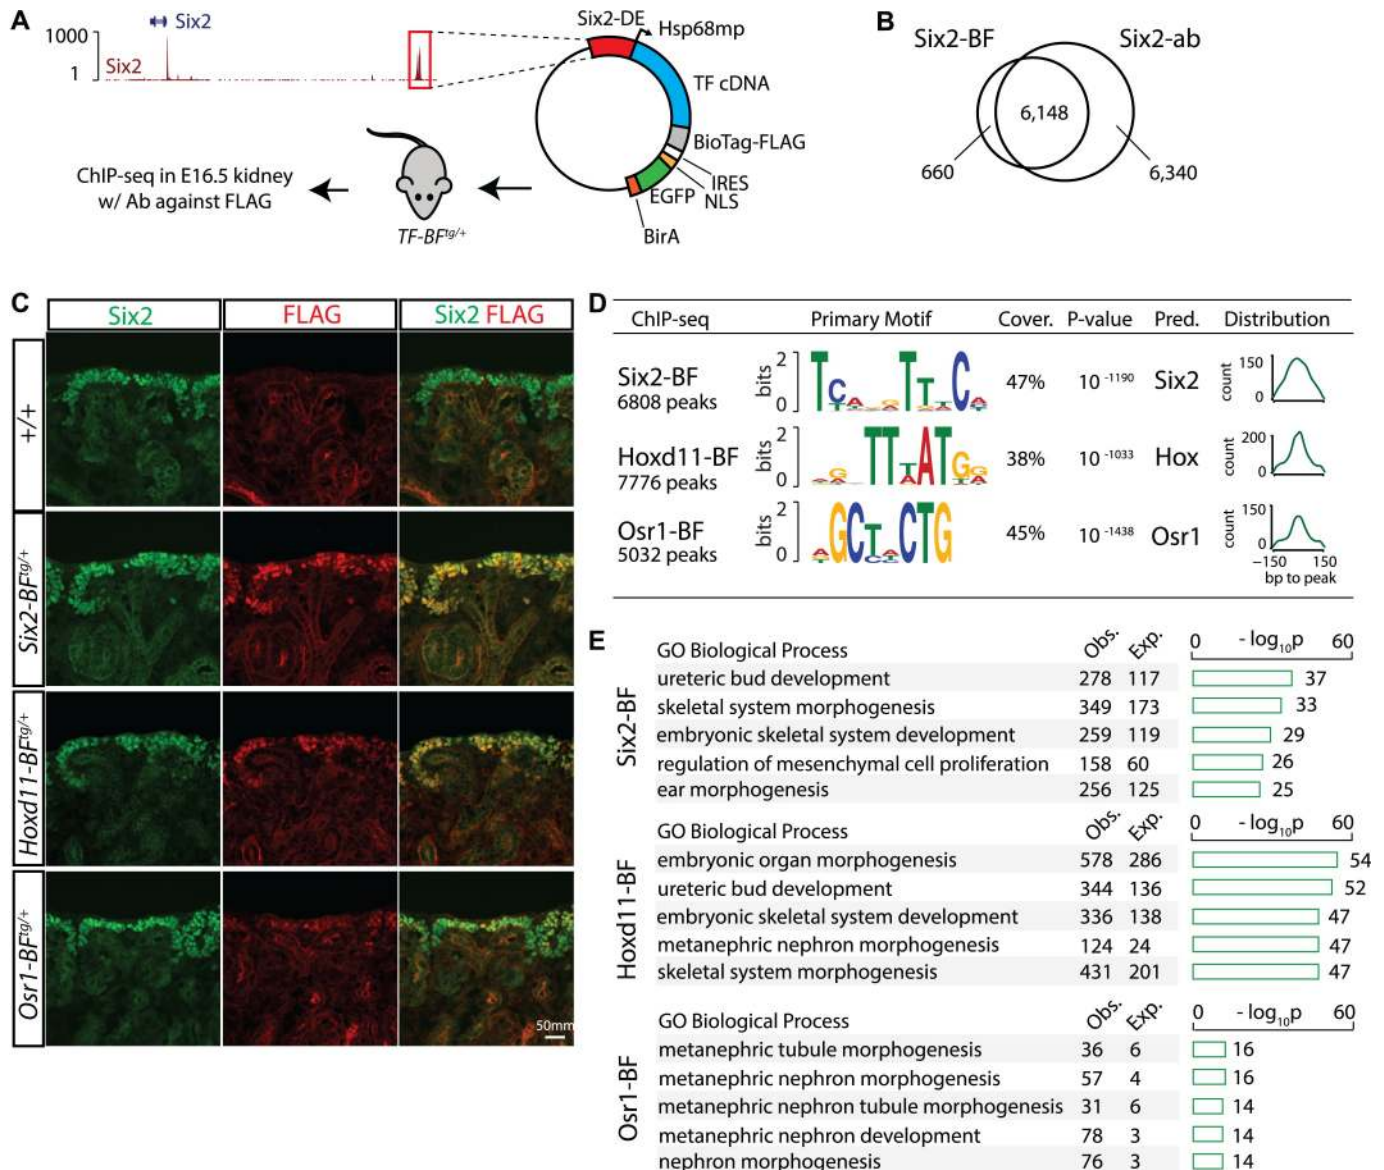 A
1000
1
Six2
Six2
Six2-DE
Hsp68mp
TF cDNA
BioTag-FLAG
IRES
NLS
EGFP
BirA
ChIP-seq in E16.5 kidney
w/ Ab against FLAG
TF-BFtg/+
B
Six2-BF
Six2-ab
6,148
660
6,340
C
Six2
FLAG
Six2 FLAG
+/+
Six2-BFtg/+
Hoxd11-BFtg/+
Osr1-BFtg/+
50mm
D
ChIP-seq Primary Motif Cover. P-value Pred. Distribution
Six2-BF
6808 peaks
bits
2
0
47% 10 -1190 Six2
count
150
0
Hoxd11-BF
7776 peaks
bits
2
0
38% 10 -1033 Hox
count
200
0
Osr1-BF
5032 peaks
bits
2
0
45% 10 -1438 Osr1
count
150
0
-150 150
bp to peak
E
Six2-BF
GO Biological Process Obs. Exp. 0 - log10p 60
ureteric bud development 278 117 37
skeletal system morphogenesis 349 173 33
embryonic skeletal system development 259 119 29
regulation of mesenchymal cell proliferation 158 60 26
ear morphogenesis 256 125 25
Hoxd11-BF
GO Biological Process Obs. Exp. 0 - log10p 60
embryonic organ morphogenesis 578 286 54
ureteric bud development 344 136 52
embryonic skeletal system development 336 138 47
metanephric nephron morphogenesis 124 24 47
skeletal system morphogenesis 431 201 47
Osr1-BF
GO Biological Process Obs. Exp. 0 - log10p 60
metanephric tubule morphogenesis 36 6 16
metanephric nephron morphogenesis 57 4 16
metanephric nephron tubule morphogenesis 31 6 14
metanephric nephron development 78 3 14
nephron morphogenesis 76 3 14